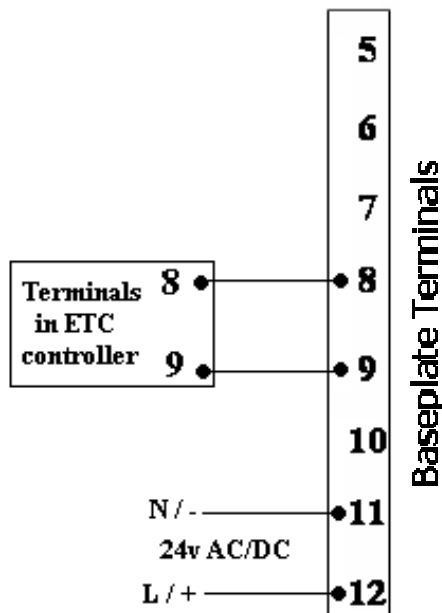 5
6
7
Terminals
in ETC
controller
8
8
9
9
10
N / -
11
24v AC/DC
L / +
12
Baseplate Terminals